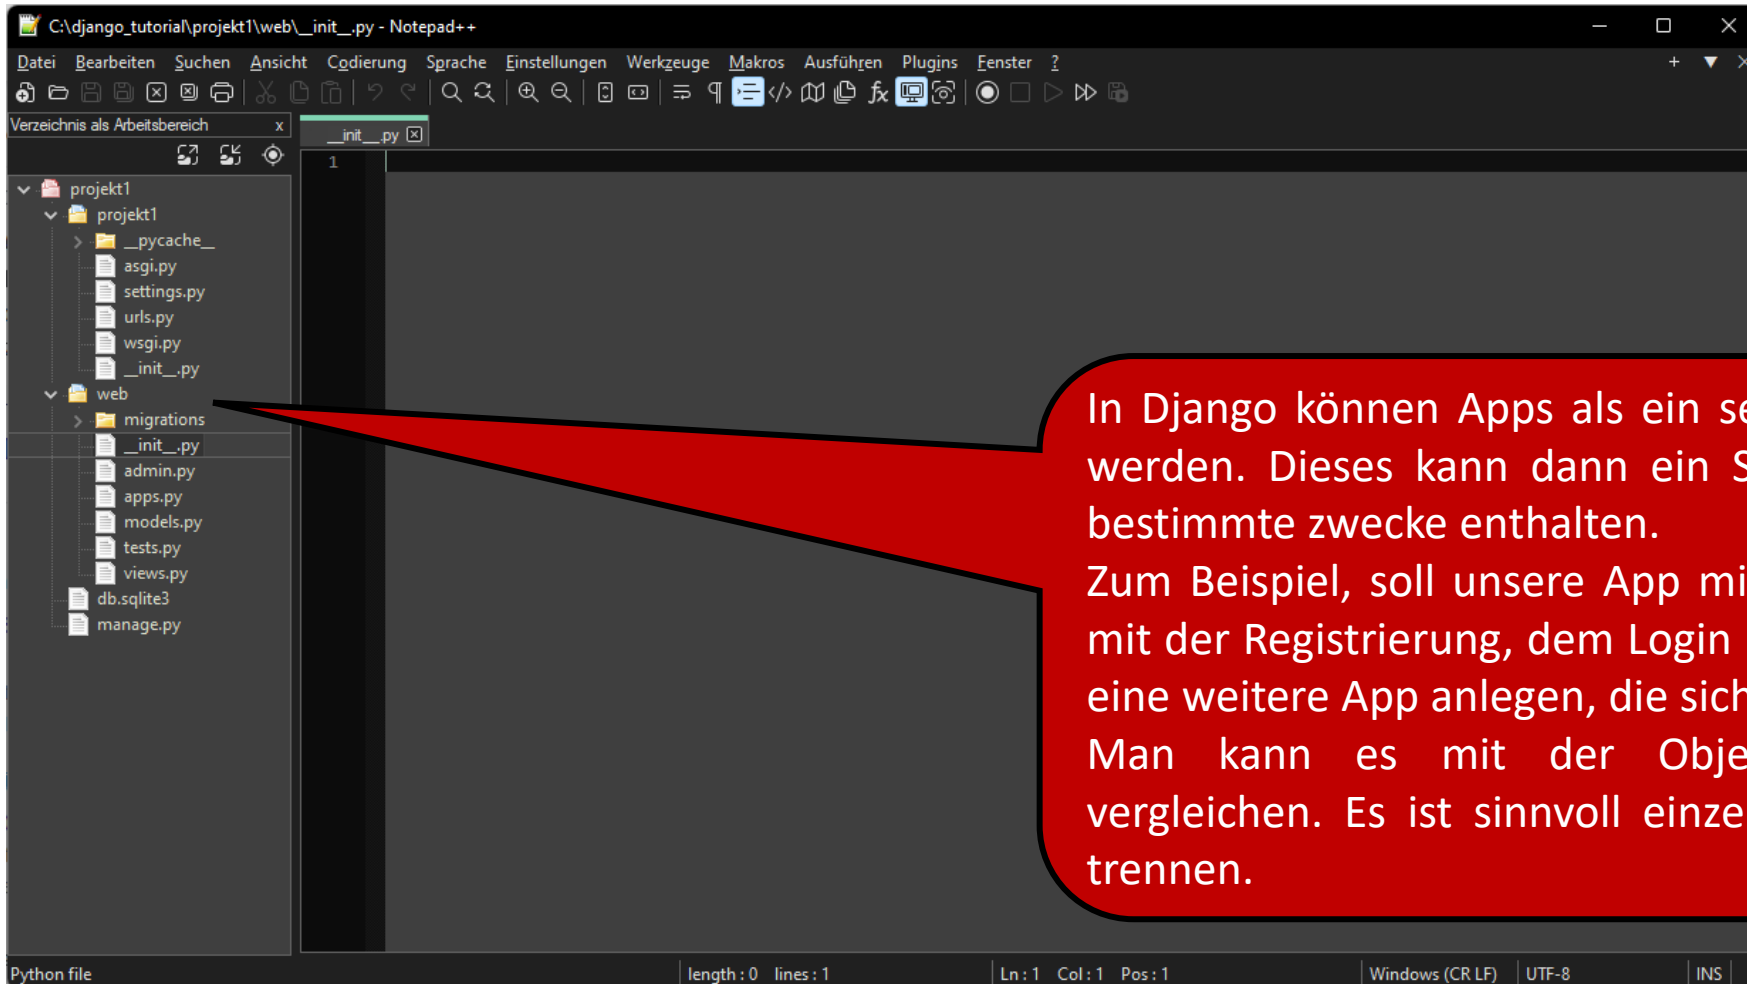 C:\django_tutorial\projekt1\web\__init__.py - Notepad++
Datei Bearbeiten Suchen Ansicht Codierung Sprache Einstellungen Werkzeuge Makros Ausführen Plugins Fenster ?
Verzeichnis als Arbeitsbereich x
__init__.py
1
projekt1
projekt1
__pycache__
asgi.py
settings.py
urls.py
wsgi.py
__init__.py
web
migrations
__init__.py
admin.py
apps.py
models.py
tests.py
views.py
db.sqlite3
manage.py
In Django können Apps als ein
werden. Dieses kann dann ein
bestimmte zwecke enthalten.
Zum Beispiel, soll unsere App
mit der Registrierung, dem Login
eine weitere App anlegen, die
Man kann es mit der
vergleichen. Es ist sinnvoll
trennen.
Python file length : 0 lines : 1 Ln : 1 Col : 1 Pos : 1 Windows (CR LF) UTF-8 INS